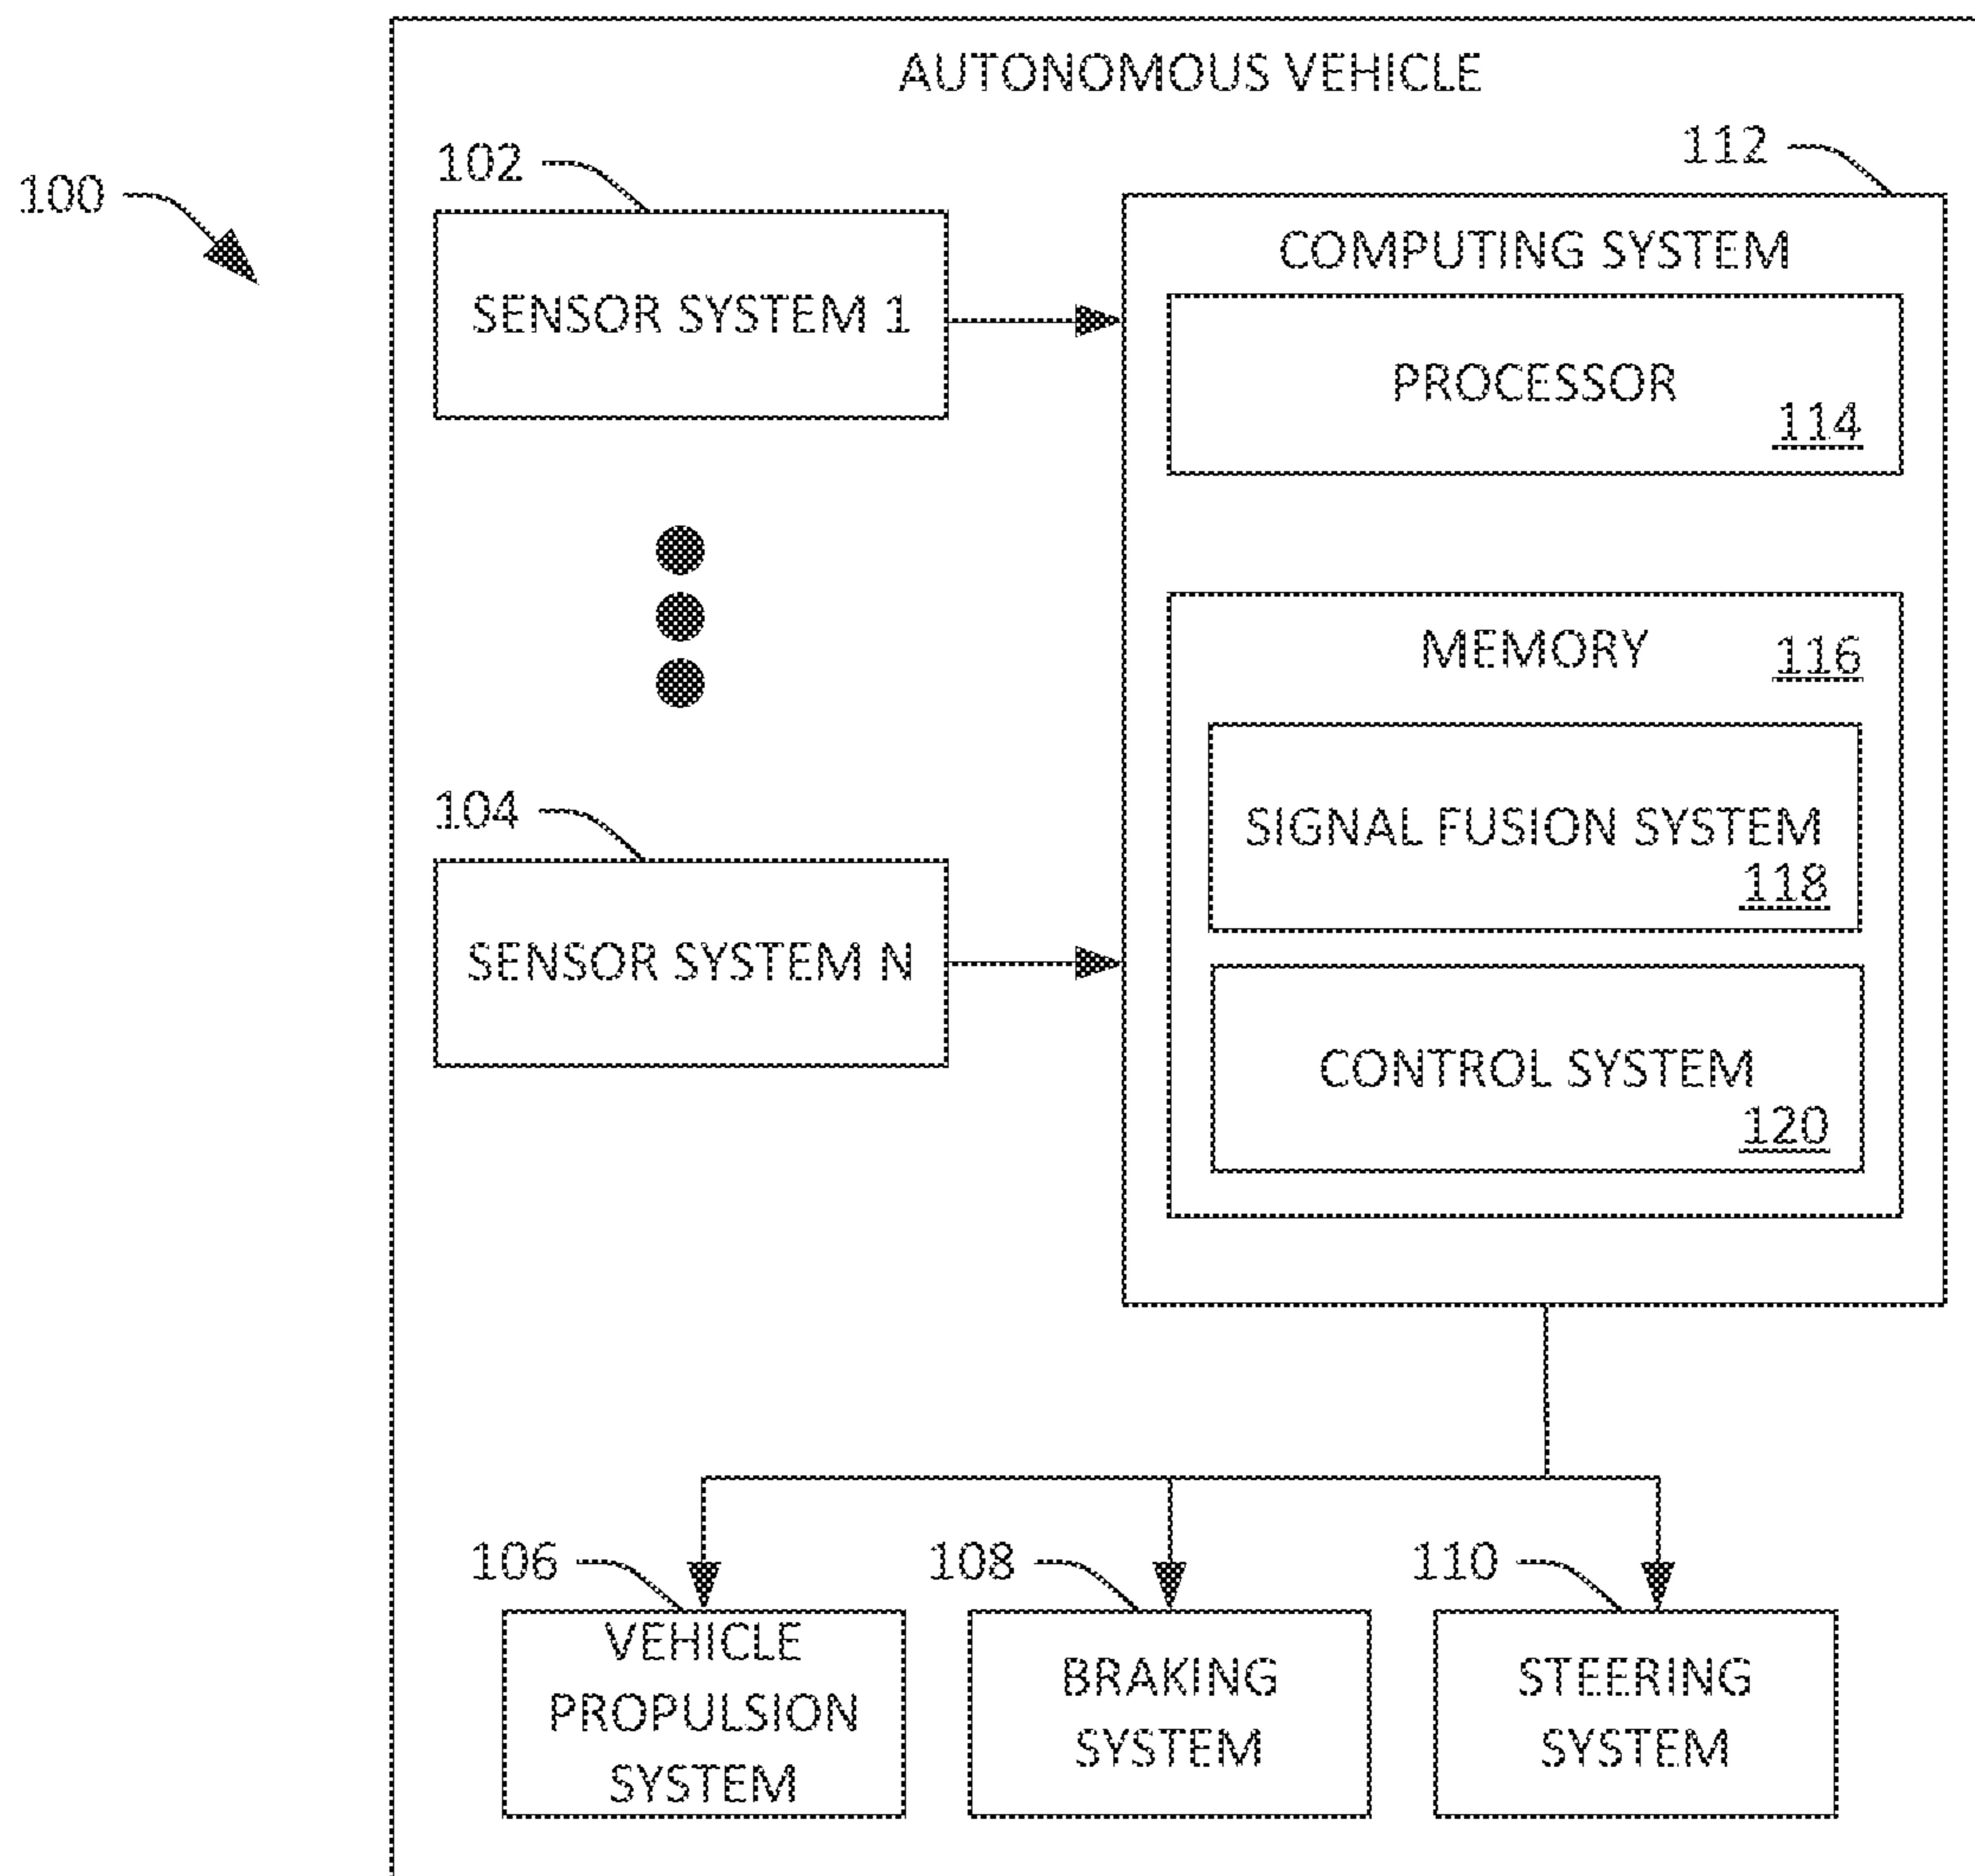 AUTONOMOUS VEHICLE
100
102
SENSOR SYSTEM 1
112
COMPUTING SYSTEM
PROCESSOR
114
MEMORY
116
SIGNAL FUSION SYSTEM
118
104
SENSOR SYSTEM N
CONTROL SYSTEM
120
106
VEHICLE
PROPULSION
SYSTEM
108
BRAKING
SYSTEM
110
STEERING
SYSTEM